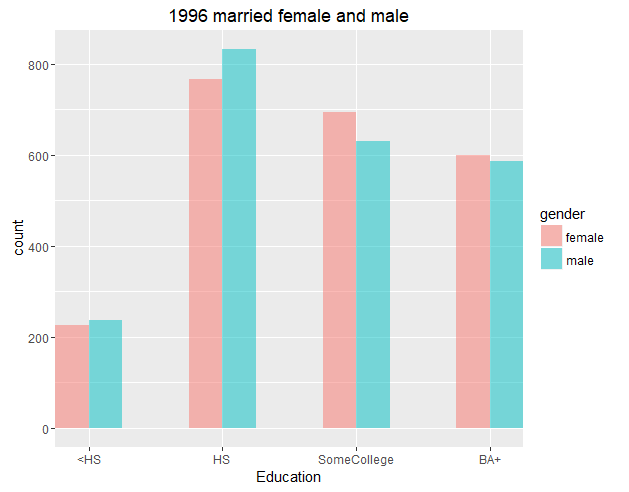 1996 married female and male
count
800
600
400
200
0
<HS HS SomeCollege BA+
Education
gender
female
male